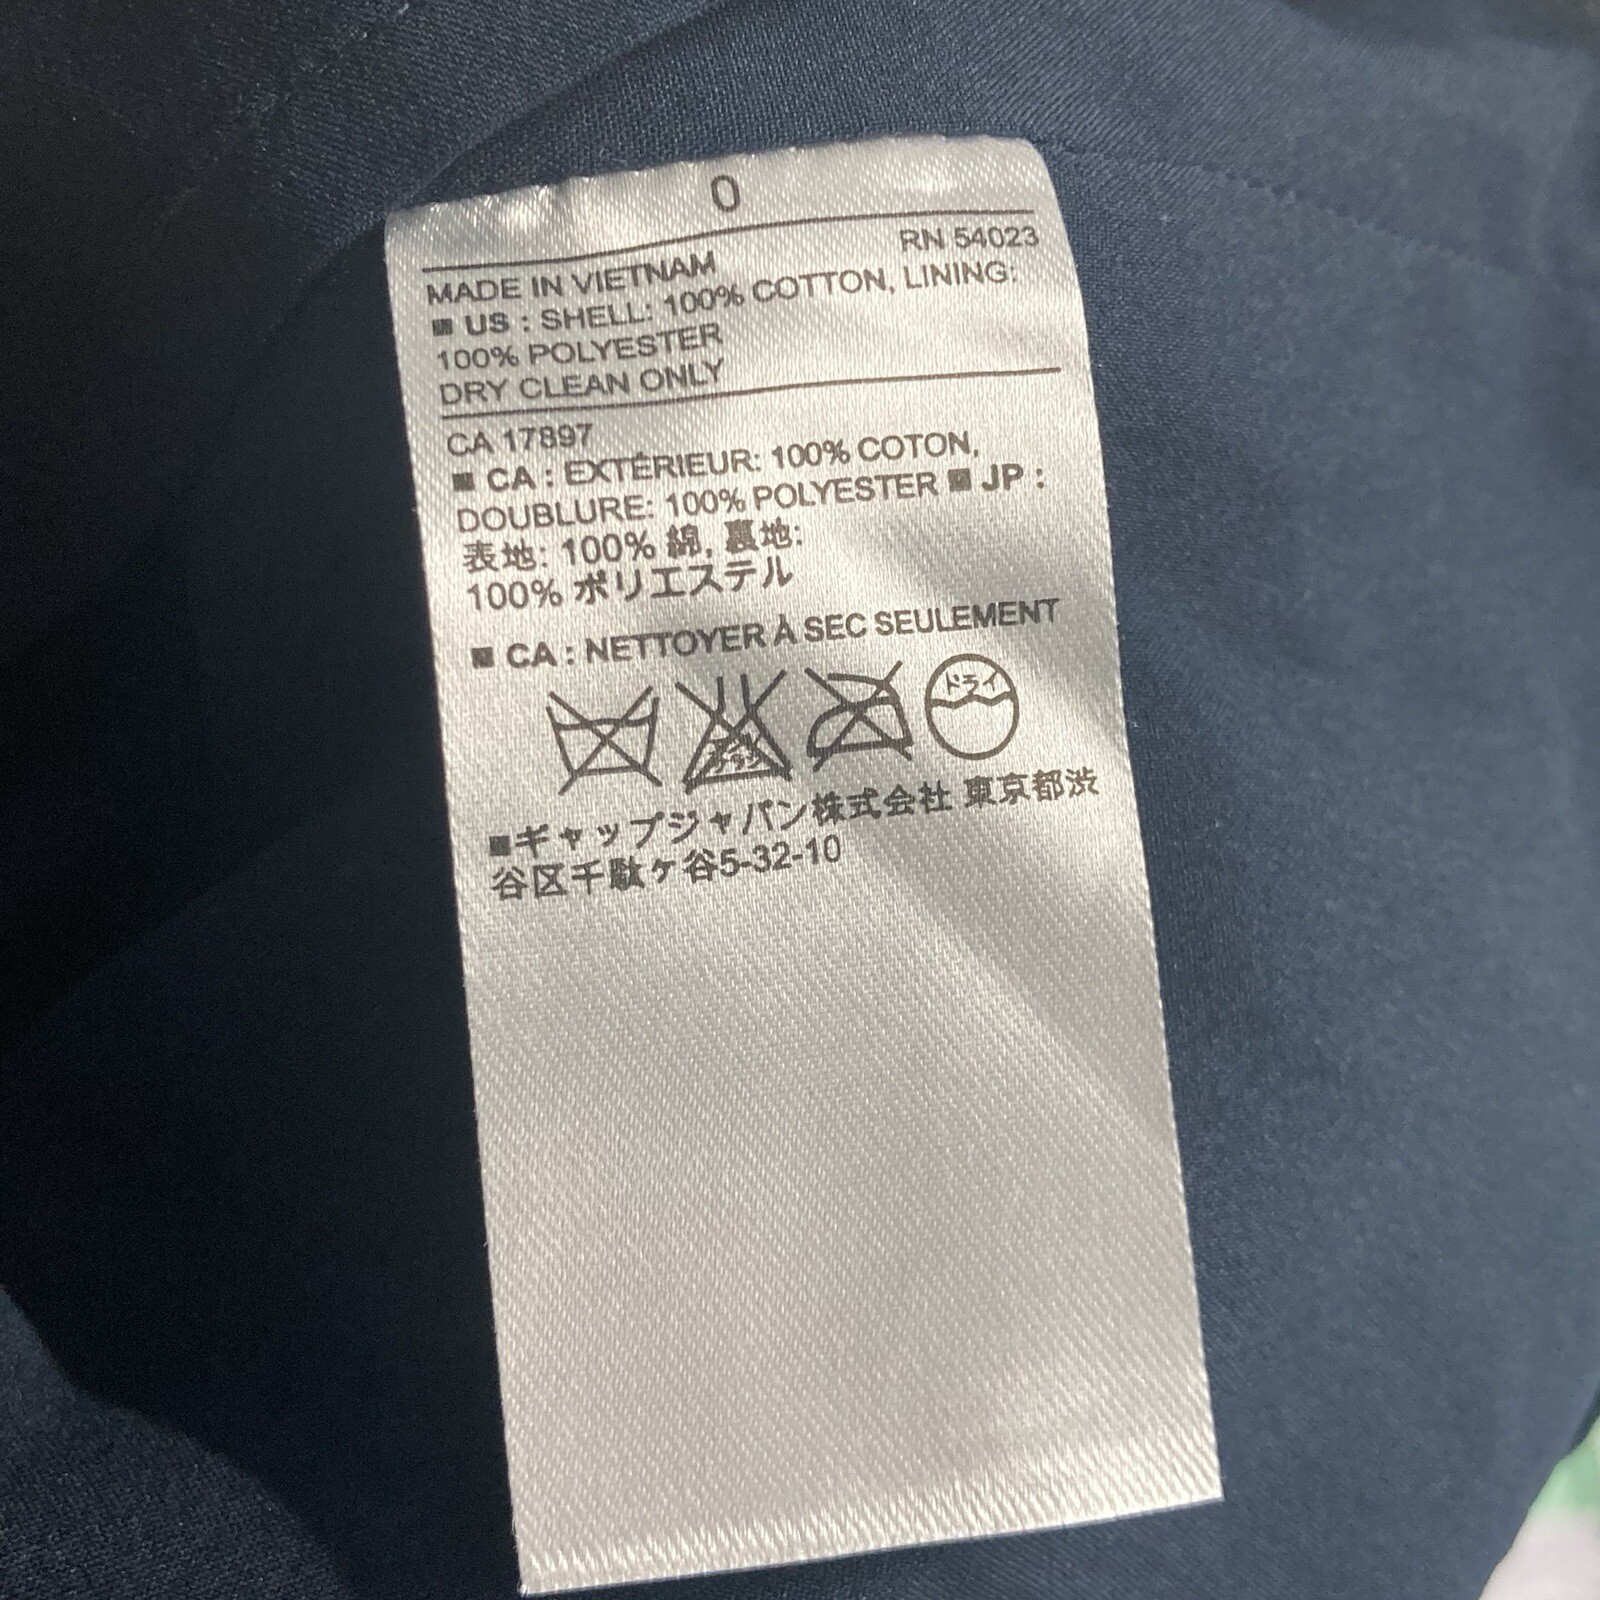 0
RN 54023
MADE IN VIETNAM
■ US : SHELL: 100% COTTON, LINING:
100% POLYESTER
DRY CLEAN ONLY
CA 17897
■ CA : EXTÉRIEUR: 100% COTON,
DOUBLURE: 100% POLYESTER ■ JP :
表地: 100% 綿, 裏地:
100% ポリエステル
■ CA : NETTOYER À SEC SEULEMENT
ドライ
■ギャップジャパン株式会社 東京都渋
谷区千駄ヶ谷5-32-10